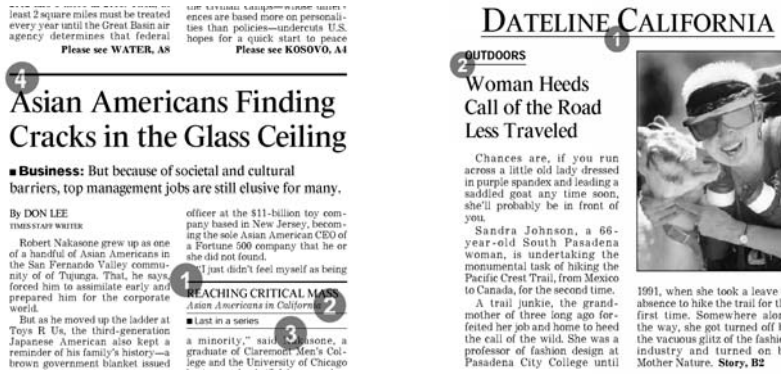 least 2 square miles must be treated
every year until the Great Basin air
agency determines that federal
Please see WATER, A8
ences are based more on personali-
ties than policies—undercuts U.S.
hopes for a quick start to peace
Please see KOSOVO, A4
4
Asian Americans Finding
Cracks in the Glass Ceiling
■ Business: But because of societal and cultural
barriers, top management jobs are still elusive for many.
By DON LEE
TIMES STAFF WRITER
Robert Nakasone grew up as one
of a handful of Asian Americans in
the San Fernando Valley commu-
nity of of Tujunga. That, he says,
forced him to assimilate early and
prepared him for the corporate
world.
But as he moved up the ladder at
Toys R Us, the third-generation
Japanese American also kept a
reminder of his family's history—a
brown government blanket issued
officer at the $11-billion toy com-
pany based in New Jersey, becom-
ing the sole Asian American CEO of
a Fortune 500 company that he or
she did not found.
"I just didn't feel myself as being
1
REACHING CRITICAL MASS
Asian Americans in California
2
■ Last in a series
3
a minority," said Nakasone, a
graduate of Claremont Men's Col-
lege and the University of Chicago
DATELINE CALIFORNIA
1
2
OUTDOORS
Woman Heeds
Call of the Road
Less Traveled
Chances are, if you run
across a little old lady dressed
in purple spandex and leading a
saddled goat any time soon,
she'll probably be in front of
you.
Sandra Johnson, a 66-
year-old South Pasadena
woman, is undertaking the
monumental task of hiking the
Pacific Crest Trail, from Mexico
to Canada, for the second time.
A trail junkie, the grand-
mother of three long ago for-
feited her job and home to heed
the call of the wild. She was a
professor of fashion design at
Pasadena City College until
1991, when she took a leave
absence to hike the trail for t
first time. Somewhere alon
the way, she got turned off b
the vacuous glitz of the fashio
industry and turned on b
Mother Nature. Story, B2